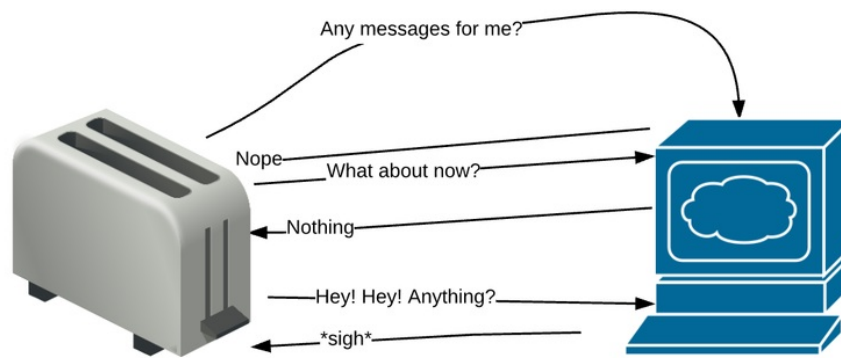 Any messages for me?
Nope
What about now?
Nothing
Hey! Hey! Anything?
*sigh*